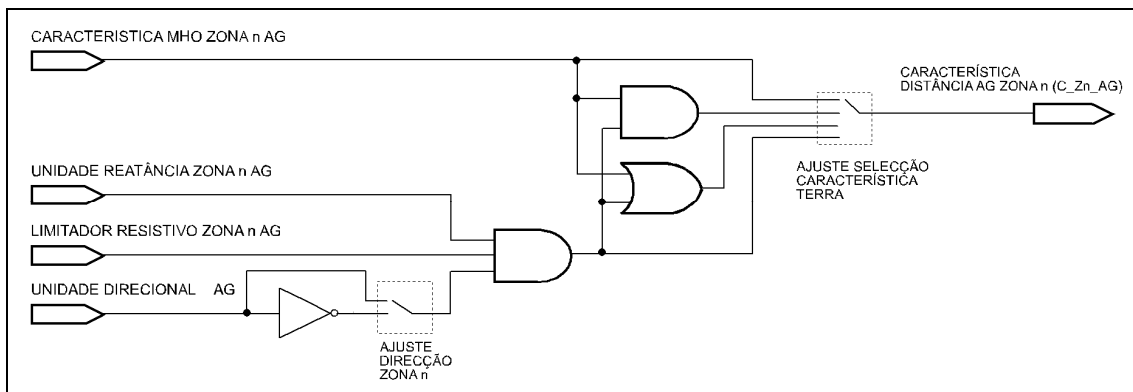 CARACTERISTICA MHO ZONA n AG
CARACTERÍSTICA
DISTÂNCIA AG ZONA n (C_Zn_AG)
UNIDADE REATÂNCIA ZONA n AG
AJUSTE SELECÇÃO
CARACTERÍSTICA
TERRA
LIMITADOR RESISTIVO ZONA n AG
UNIDADE DIRECIONAL AG
AJUSTE
DIRECÇÃO
ZONA n